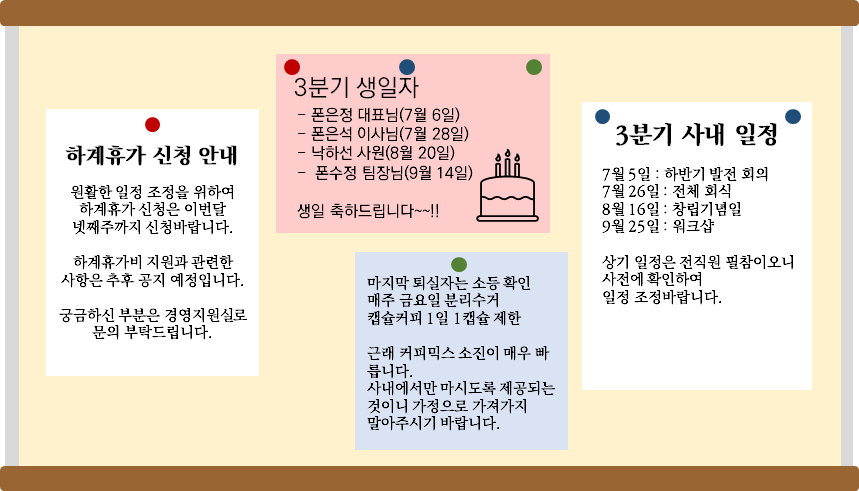 하계휴가 신청 안내
원활한 일정 조정을 위하여
하계휴가 신청은 이번달
넷째주까지 신청바랍니다.
하계휴가비 지원과 관련한
사항은 추후 공지 예정입니다.
궁금하신 부분은 경영지원실로
문의 부탁드립니다.
3분기 생일자
- 폰은정 대표님(7월 6일)
- 폰은석 이사님(7월 28일)
- 낙하선 사원(8월 20일)
- 폰수정 팀장님(9월 14일)
생일 축하드립니다~~!!
마지막 퇴실자는 소등 확인
매주 금요일 분리수거
캡슐커피 1일 1캡슐 제한
근래 커피믹스 소진이 매우 빠
릅니다.
사내에서만 마시도록 제공되는
것이니 가정으로 가져가지
말아주시기 바랍니다.
3분기 사내 일정
7월 5일 : 하반기 발전 회의
7월 26일 : 전체 회식
8월 16일 : 창립기념일
9월 25일 : 워크샵
상기 일정은 전직원 필참이오니
사전에 확인하여
일정 조정바랍니다.